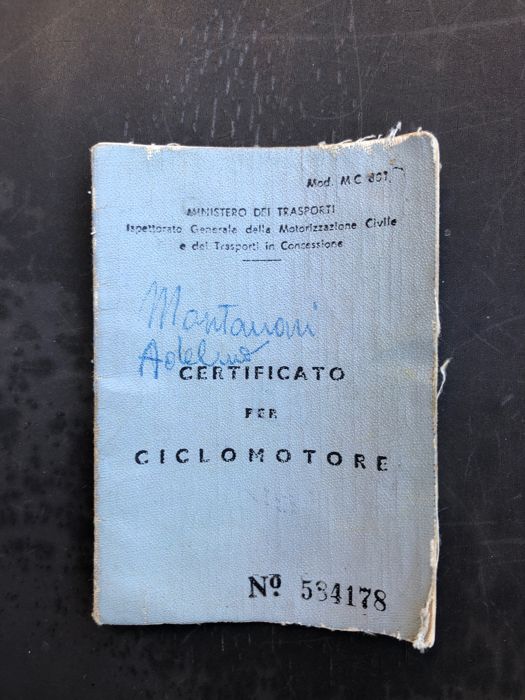 Mod. M C 801
MINISTERO DEI TRASPORTI
Ispettorato Generale della Motorizzazione Civile
e dei Trasporti in Concessione
Montanari
Adelmo
CERTIFICATO
PER
CICLOMOTORE
Nº 534178